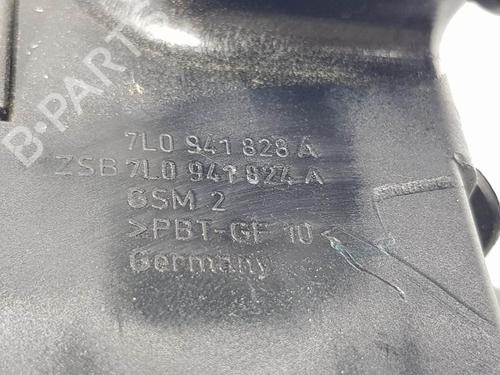 B-PARTS
7L0 941 828 A
ZSB 7L0 941 824 A
GSM 2
>PBT-GF 10<
Germany